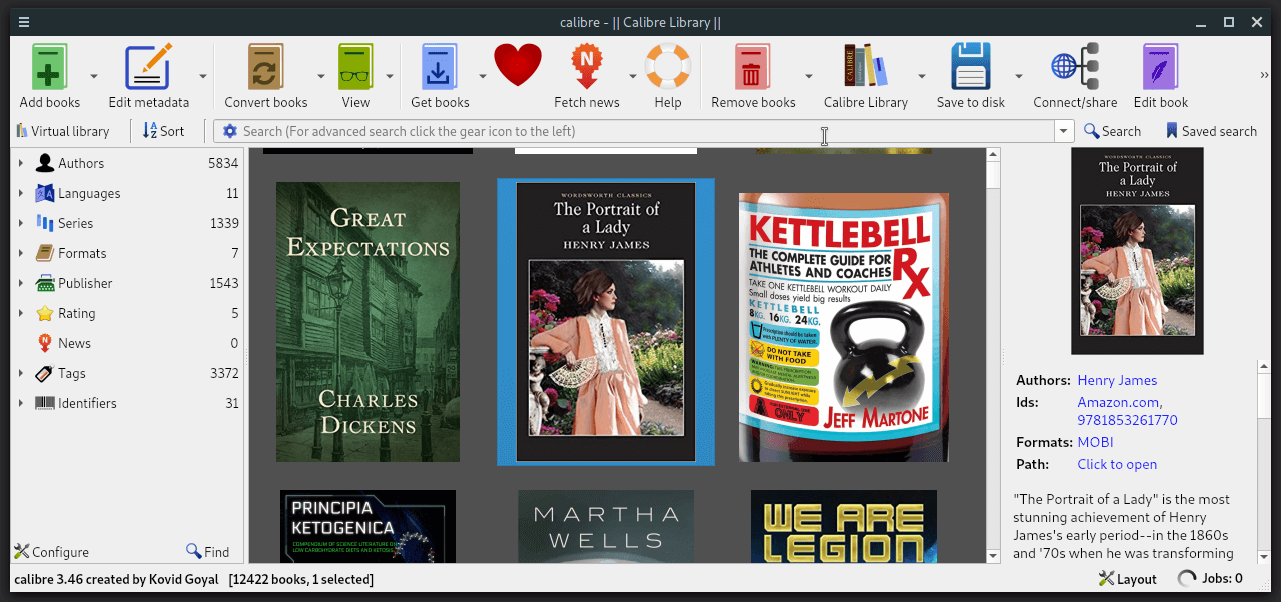 calibre - || Calibre Library ||
Add books
Edit metadata
Convert books
View
Get books
N
Fetch news
Help
Remove books
CALIBRE
Calibre Library
Save to disk
Connect/share
Edit book
»
Virtual library
A
Z
Sort
Search (For advanced search click the gear icon to the left)
Search
Saved search
Authors 5834
Languages 11
Series 1339
Formats 7
Publisher 1543
Rating 5
News 0
Tags 3372
Identifiers 31
Configure
Find
GREAT
EXPECTATIONS
CHARLES
DICKENS
WORDSWORTH CLASSICS
The Portrait of
a Lady
HENRY JAMES
KETTLEBELL
Rx
THE COMPLETE GUIDE FOR
ATHLETES AND COACHES
TAKE ONE KETTLEBELL WORKOUT DAILY
Small doses yield big results
KETTLEBELL
8KG. 16KG. 24KG.
DO NOT TAKE
WITH FOOD
ONLY
JEFF MARTONE
PRINCIPIA
KETOGENICA
COMPENDIUM OF SCIENCE LITERATURE ON
LOW CARBOHYDRATE DIETS AND KETOSIS
MARTHA
WELLS
WE ARE
LEGION
WORDSWORTH CLASSICS
The Portrait of
a Lady
HENRY JAMES
Authors: Henry James
Ids: Amazon.com,
9781853261770
Formats: MOBI
Path: Click to open
"The Portrait of a Lady" is the most
stunning achievement of Henry
James's early period--in the 1860s
and '70s when he was transforming
calibre 3.46 created by Kovid Goyal [12422 books, 1 selected]
Layout
Jobs: 0